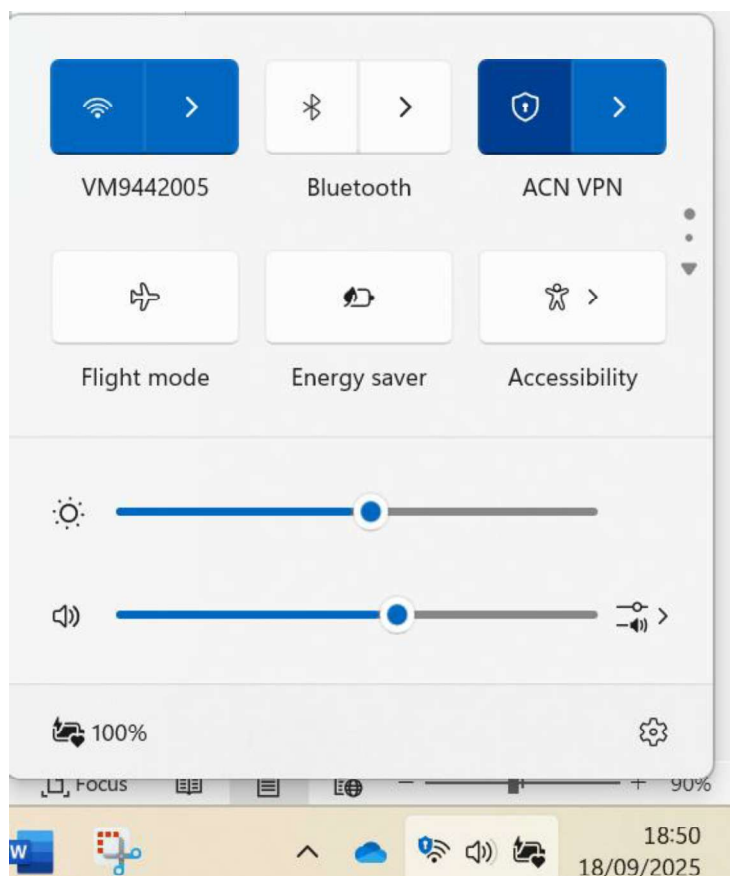 VM9442005 Bluetooth ACN VPN
Flight mode Energy saver Accessibility
100%
Focus 90%
W 18:50
18/09/2025